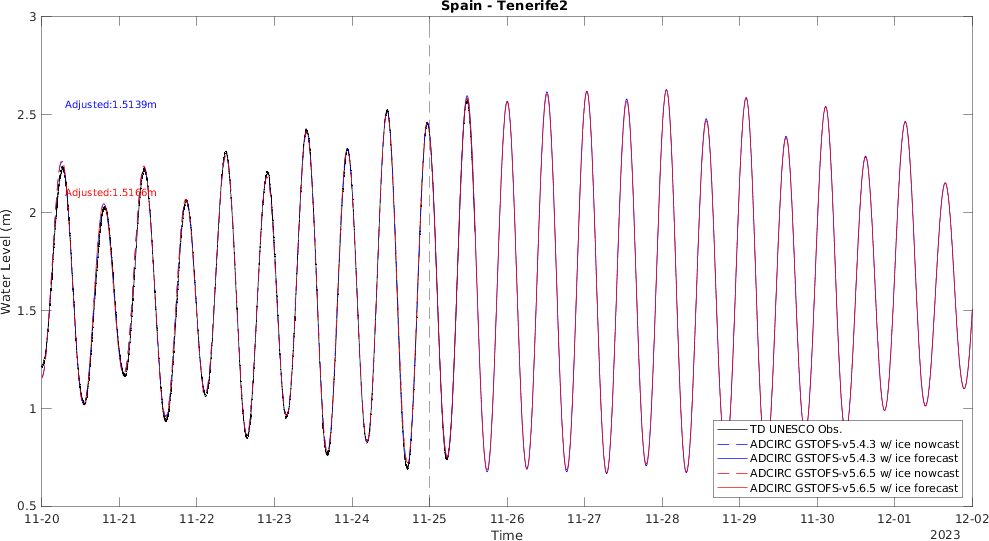 Spain - Tenerife2
3
2.5
2
1.5
1
0.5
Water Level (m)
Adjusted:1.5139m
Adjusted:1.5166m
TD UNESCO Obs.
ADCIRC GSTOFS-v5.4.3 w/ ice nowcast
ADCIRC GSTOFS-v5.4.3 w/ ice forecast
ADCIRC GSTOFS-v5.6.5 w/ ice nowcast
ADCIRC GSTOFS-v5.6.5 w/ ice forecast
11-20 11-21 11-22 11-23 11-24 11-25 11-26 11-27 11-28 11-29 11-30 12-01 12-02
Time
2023